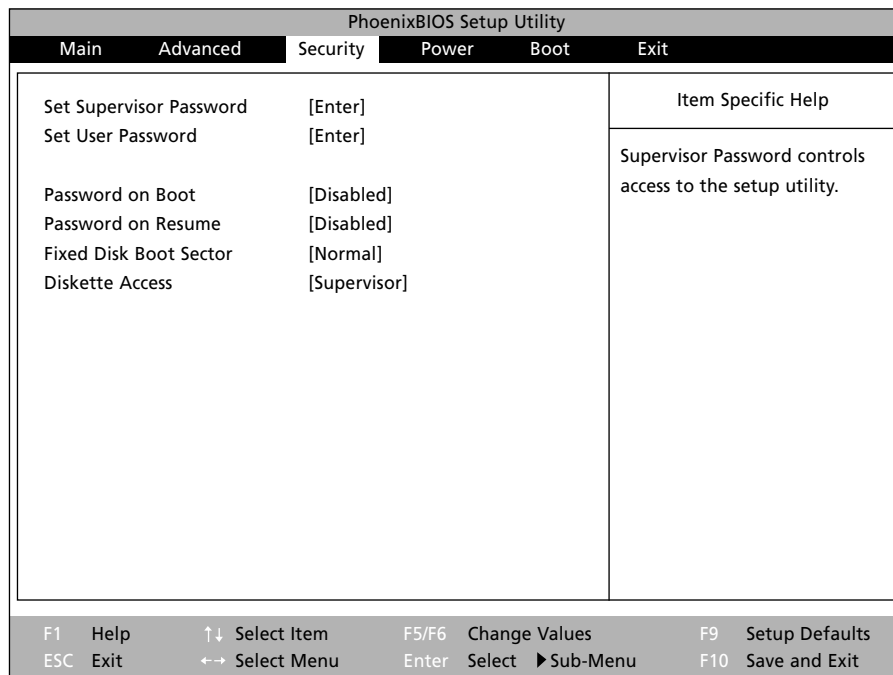 PhoenixBIOS Setup Utility
Main Advanced Security Power Boot Exit
Set Supervisor Password [Enter]
Set User Password [Enter]
Password on Boot [Disabled]
Password on Resume [Disabled]
Fixed Disk Boot Sector [Normal]
Diskette Access [Supervisor]
Item Specific Help
Supervisor Password controls
access to the setup utility.
F1 Help ↑↓ Select Item F5/F6 Change Values F9 Setup Defaults
ESC Exit ←→ Select Menu Enter Select ▶Sub-Menu F10 Save and Exit